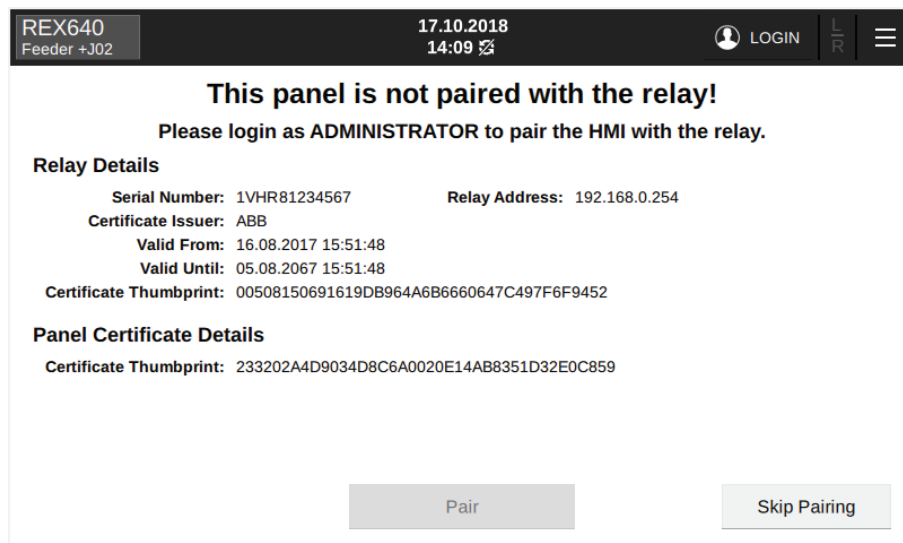 REX640
Feeder +J02
17.10.2018
14:09
LOGIN
L
R
This panel is not paired with the relay!
Please login as ADMINISTRATOR to pair the HMI with the relay.
Relay Details
Serial Number: 1VHR81234567 Relay Address: 192.168.0.254
Certificate Issuer: ABB
Valid From: 16.08.2017 15:51:48
Valid Until: 05.08.2067 15:51:48
Certificate Thumbprint: 00508150691619DB964A6B6660647C497F6F9452
Panel Certificate Details
Certificate Thumbprint: 233202A4D9034D8C6A0020E14AB8351D32E0C859
Pair
Skip Pairing